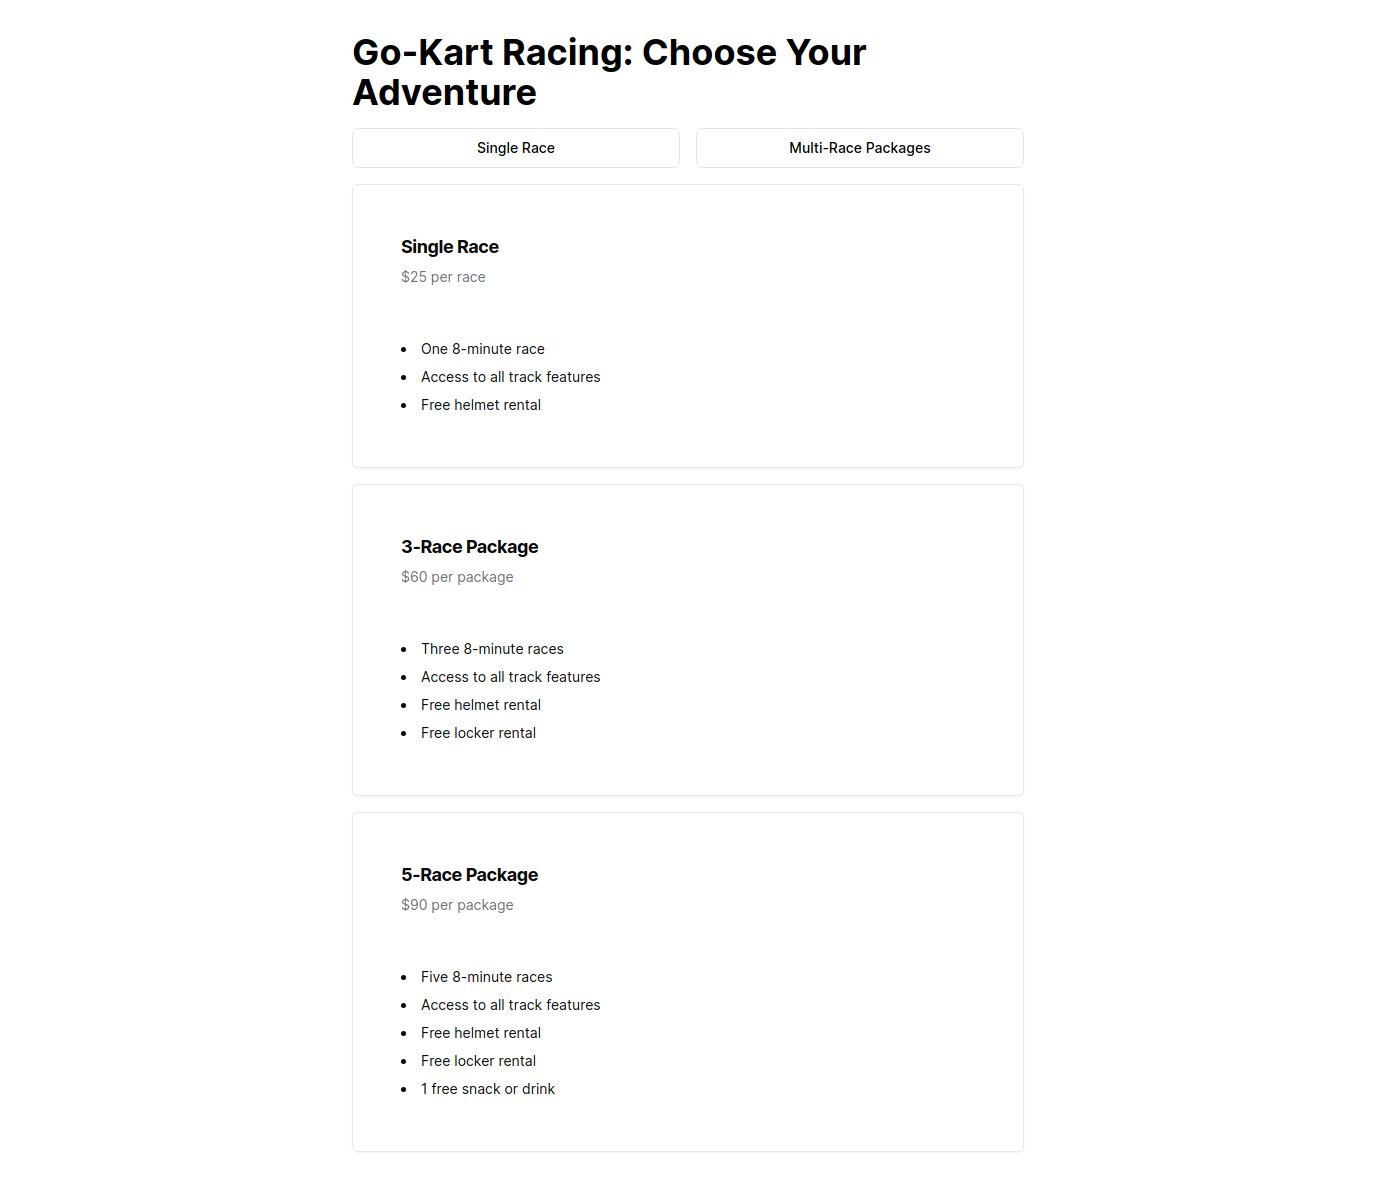 Go-Kart Racing: Choose Your
Adventure
Single Race
Multi-Race Packages
Single Race
$25 per race
One 8-minute race
Access to all track features
Free helmet rental
3-Race Package
$60 per package
Three 8-minute races
Access to all track features
Free helmet rental
Free locker rental
5-Race Package
$90 per package
Five 8-minute races
Access to all track features
Free helmet rental
Free locker rental
1 free snack or drink